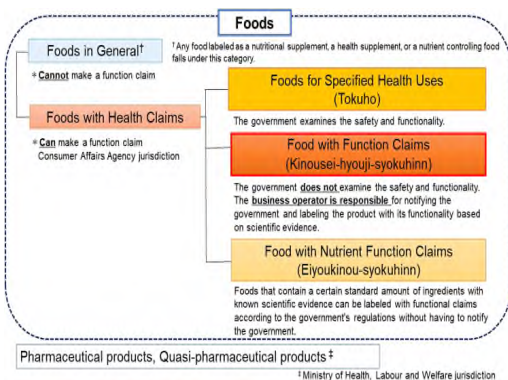 Foods
Foods in General†
† Any food labeled as a nutritional supplement, a health supplement, or a nutrient controlling food
falls under this category.
* Cannot make a function claim
Foods for Specified Health Uses
(Tokuho)
Foods with Health Claims
The government examines the safety and functionality.
* Can make a function claim
Consumer Affairs Agency jurisdiction
Food with Function Claims
(Kinousei-hyouji-syokuhinn)
The government does not examine the safety and functionality.
The business operator is responsible for notifying the
government and labeling the product with its functionality based
on scientific evidence.
Food with Nutrient Function Claims
(Eiyoukinou-syokuhinn)
Foods that contain a certain standard amount of ingredients with
known scientific evidence can be labeled with functional claims
according to the government's regulations without having to notify
the government.
Pharmaceutical products, Quasi-pharmaceutical products ‡
‡ Ministry of Health, Labour and Welfare jurisdiction